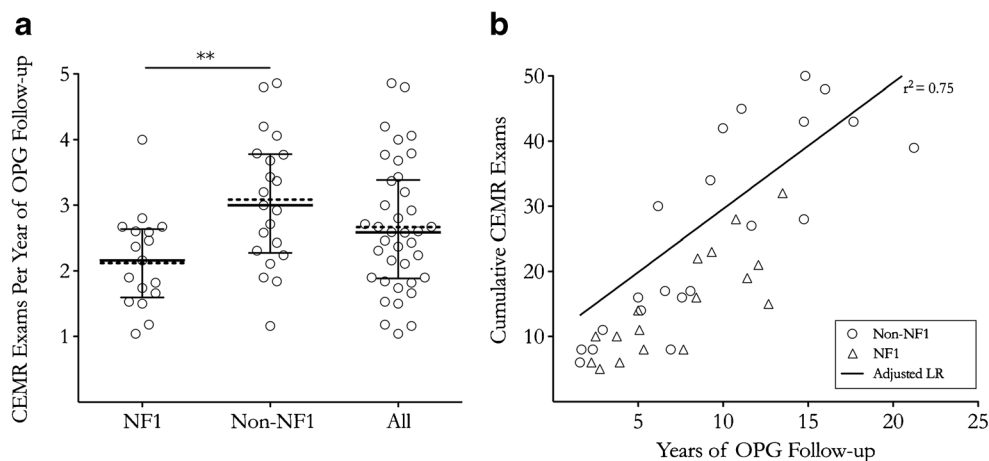 a
CEMR Exams Per Year of OPG Follow-up
5
4
3
2
1
**
NF1
Non-NF1
All
b
Cumulative CEMR Exams
50
40
30
20
10
r² = 0.75
Non-NF1
NF1
Adjusted LR
5
10
15
20
25
Years of OPG Follow-up